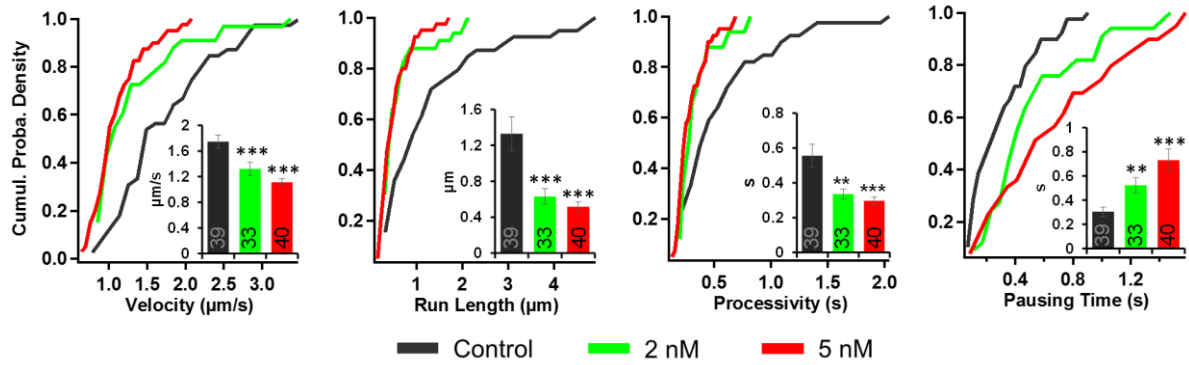 Cumul. Proba. Density
1.0
0.8
0.6
0.4
0.2
0.0
1.0 1.5 2.0 2.5 3.0
Velocity (µm/s)
µm/s
2
1.6
1.2
0.8
0.4
0
*** ***
39 33 40
1.0
0.8
0.6
0.4
0.2
1 2 3 4
Run Length (µm)
µm
1.6
1.2
0.8
0.4
0
*** ***
39 33 40
1.0
0.8
0.6
0.4
0.2
0.5 1.0 1.5 2.0
Processivity (s)
s
0.8
0.6
0.4
0.2
0
** ***
39 33 40
1.0
0.8
0.6
0.4
0.2
0.4 0.8 1.2
Pausing Time (s)
s
1
0.8
0.6
0.4
0.2
0
** ***
39 33 40
Control 2 nM 5 nM